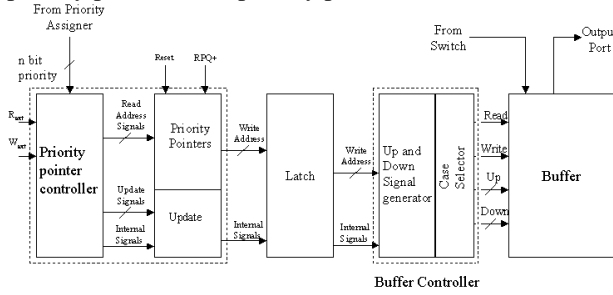 From Priority
Assigner
n bit
priority
Reset
RPQ+
From
Switch
Output
Port
Read
Address
Signals
Priority
Pointers
Write
Address
Priority
pointer
controller
Update
Signals
Update
Internal
Signals
Internal
Signals
Latch
Write
Address
Internal
Signals
Up and
Down
Signal
generator
Case
Selector
Read
Write
Up
Down
Buffer
Buffer Controller